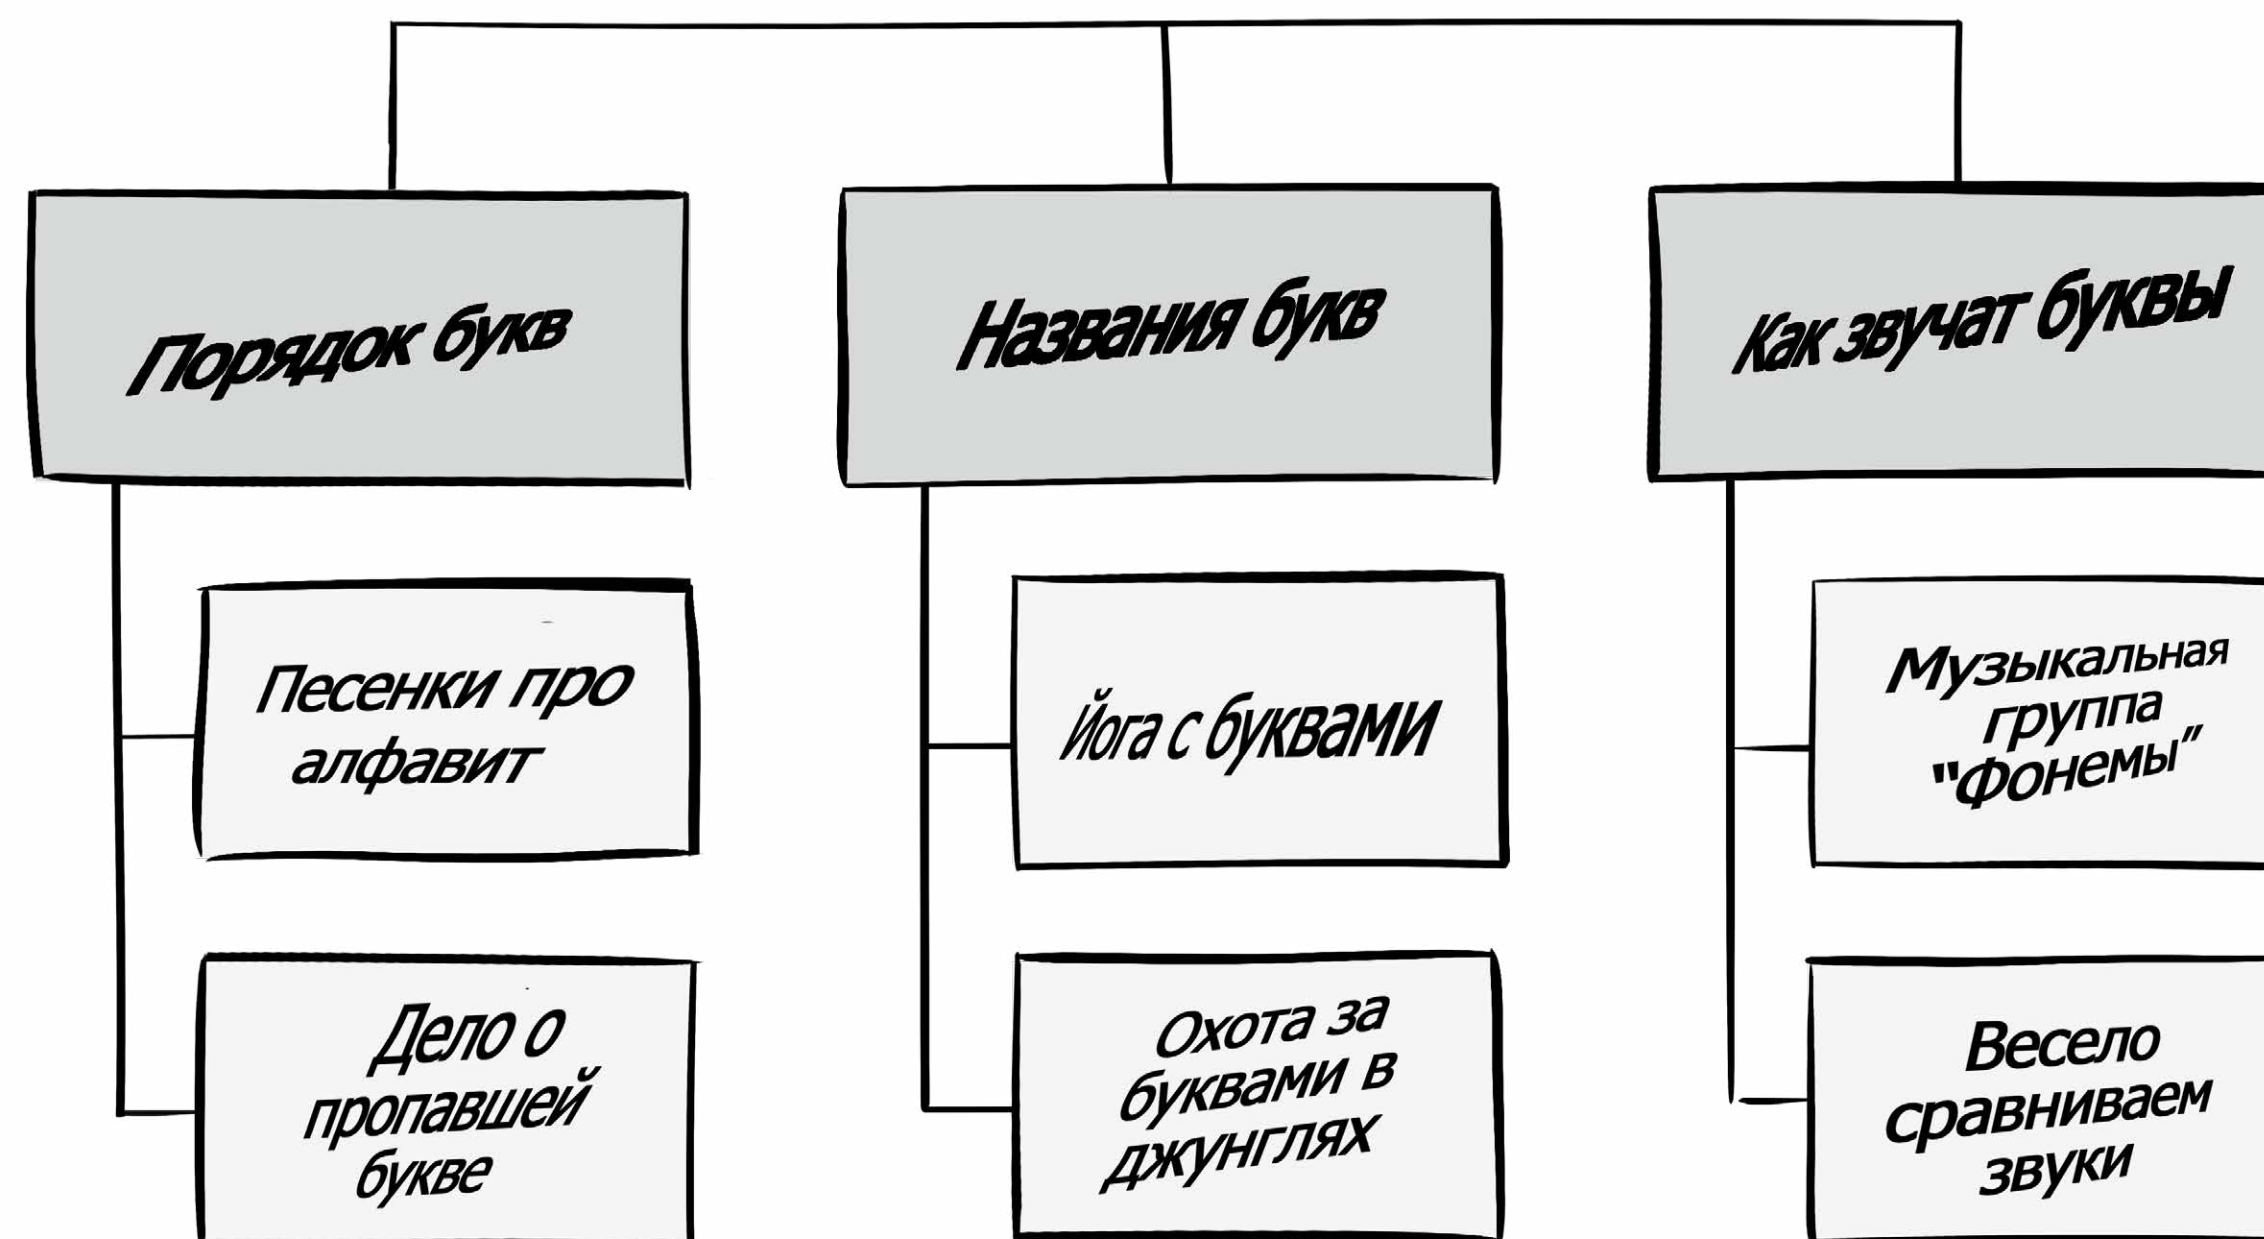 Порядок букв
Названия букв
Как звучат буквы
Песенки про
алфавит
Йога с буквами
Музыкальная
группа
"Фонемы"
Дело о
пропавшей
букве
Охота за
буквами в
джунглях
Весело
сравниваем
звуки